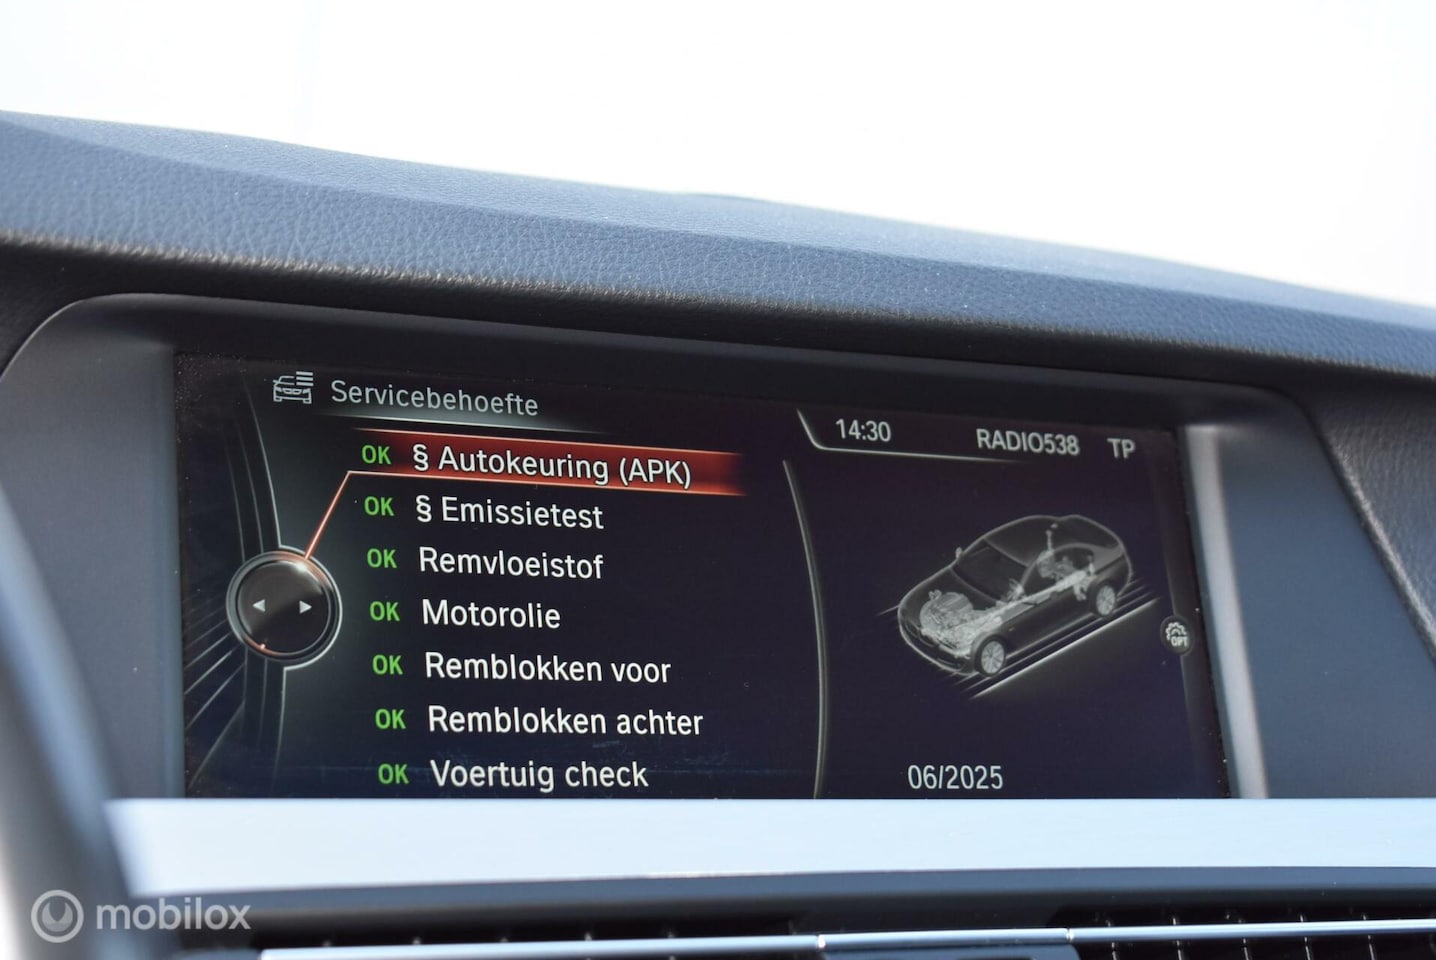 Servicebehoefte
14:30 RADIO538 TP
OK § Autokeuring (APK)
OK § Emissietest
OK Remvloeistof
OK Motorolie
OK Remblokken voor
OK Remblokken achter
OK Voertuig check
OPT
06/2025
mobilox